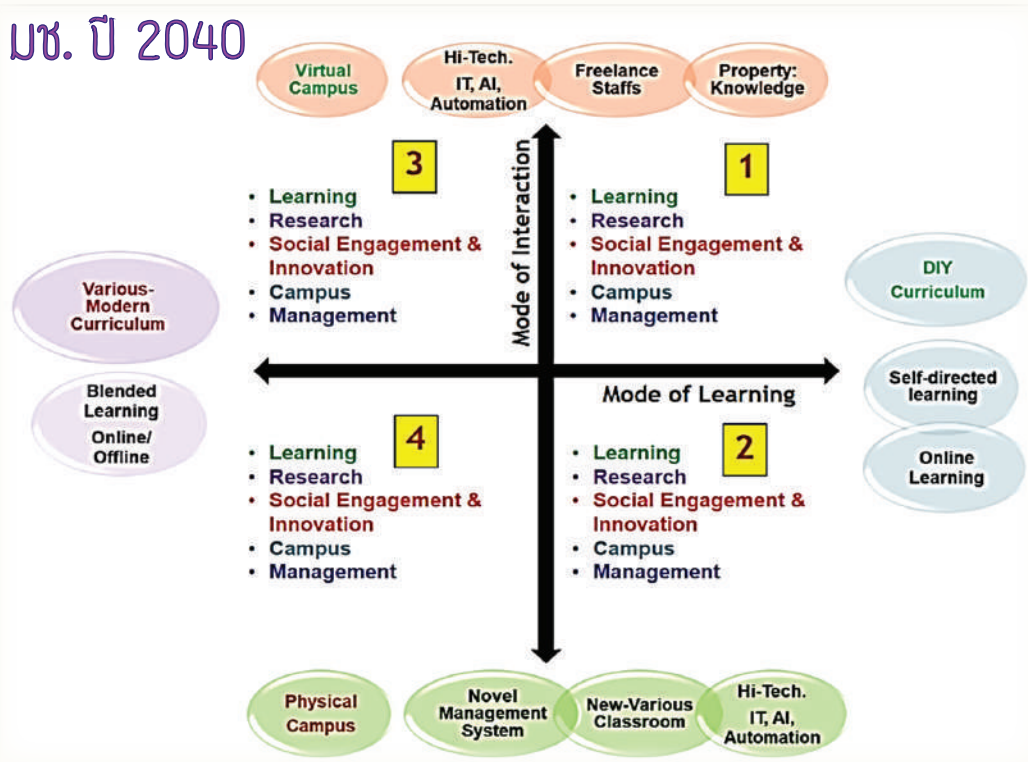 มช. ปี 2040
Virtual
Campus
Hi-Tech.
IT, AI,
Automation
Freelance
Staffs
Property:
Knowledge
Mode of Interaction
3
• Learning
• Research
• Social Engagement &
Innovation
• Campus
• Management
1
• Learning
• Research
• Social Engagement &
Innovation
• Campus
• Management
Various-
Modern
Curriculum
Blended
Learning
Online/
Offline
DIY
Curriculum
Self-directed
learning
Online
Learning
Mode of Learning
4
• Learning
• Research
• Social Engagement &
Innovation
• Campus
• Management
2
• Learning
• Research
• Social Engagement &
Innovation
• Campus
• Management
Physical
Campus
Novel
Management
System
New-Various
Classroom
Hi-Tech.
IT, AI,
Automation